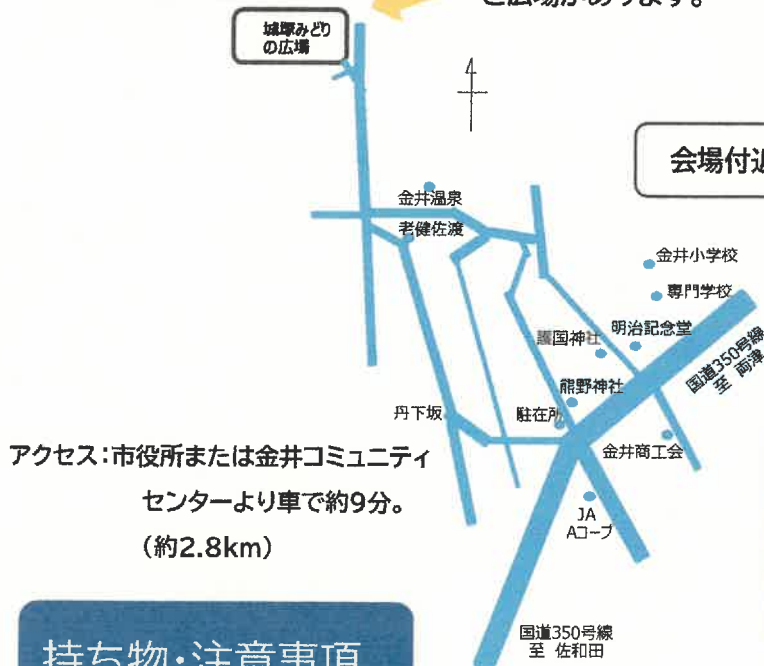 と広場があります。
城塚みどり
の広場
会場付近
金井温泉
老健佐渡
金井小学校
専門学校
明治記念堂
護国神社
国道350号線
至 両津
熊野神社
丹下坂
駐在所
金井商工会
アクセス：市役所または金井コミュニティ
センターより車で約9分。
（約2.8km）
JA
Aコープ
国道350号線
至 佐和田
持ち物・注意事項